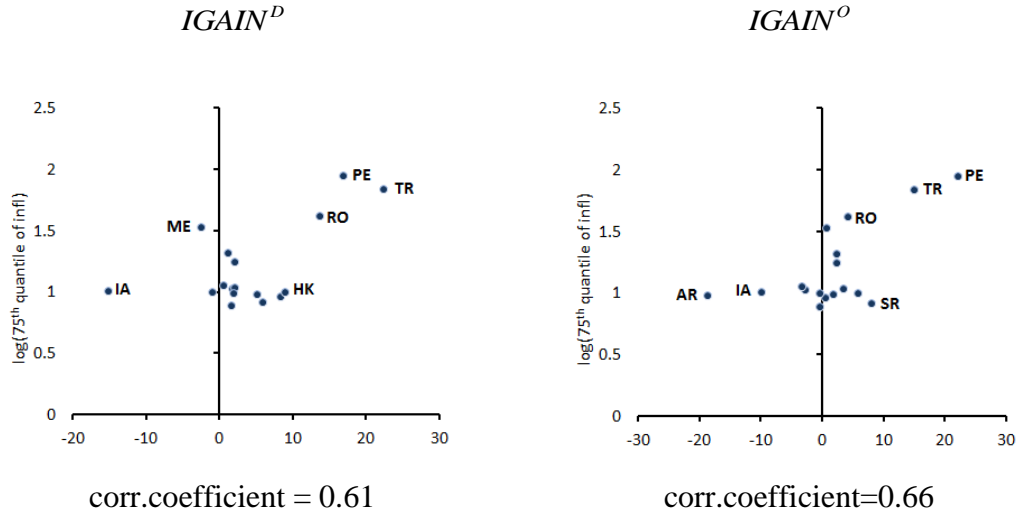 IGAIN^D
2.5
2
1.5
1
0.5
0
-20 -10 0 10 20 30
log(75th quantile of infl)
PE
TR
RO
ME
IA
HK
corr.coefficient = 0.61
IGAIN^O
2.5
2
1.5
1
0.5
0
-30 -20 -10 0 10 20 30
log(75th quantile of infl)
PE
TR
RO
AR
IA
SR
corr.coefficient=0.66